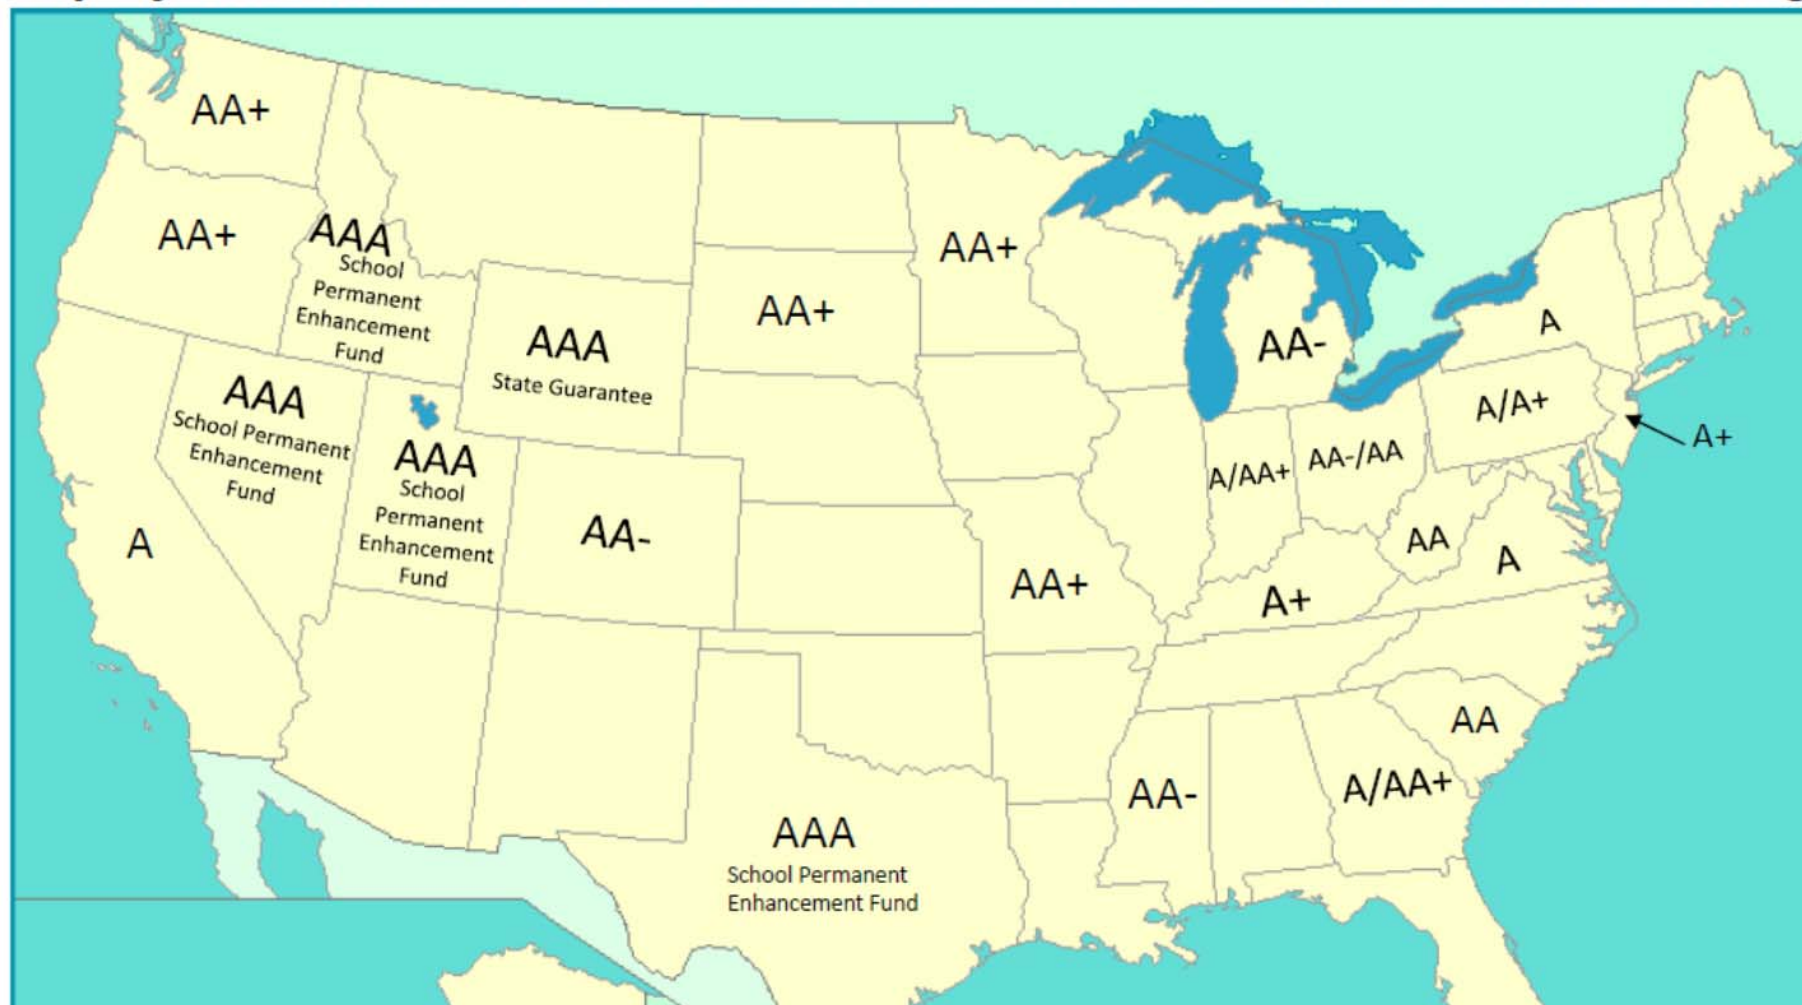 AA+
AA+
AAA
School
Permanent
Enhancement
Fund
AAA
State Guarantee
AA+
AA+
AAA
School Permanent
Enhancement
Fund
AAA
School
Permanent
Enhancement
Fund
A
AA-
AA+
AA-
A
A/A+
A+
A/AA+
AA-/AA
AA
A
A+
AA
AA-
A/AA+
AAA
School Permanent
Enhancement Fund